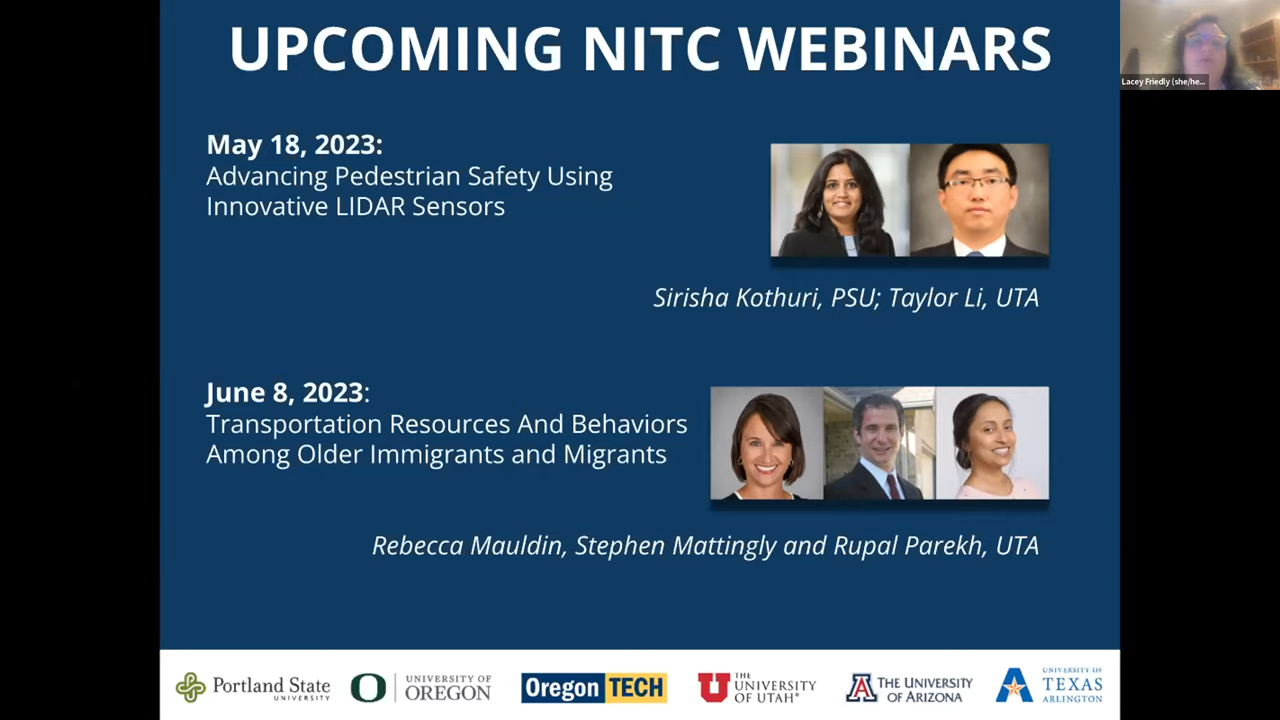 UPCOMING NITC WEBINARS
Lacey Friedly (she/he...
May 18, 2023:
Advancing Pedestrian Safety Using
Innovative LIDAR Sensors
Sirisha Kothuri, PSU; Taylor Li, UTA
June 8, 2023:
Transportation Resources And Behaviors
Among Older Immigrants and Migrants
Rebecca Mauldin, Stephen Mattingly and Rupal Parekh, UTA
Portland State
UNIVERSITY
O
UNIVERSITY OF
OREGON
Oregon TECH
U
THE
UNIVERSITY
OF UTAH®
A
THE UNIVERSITY
OF ARIZONA
A
UNIVERSITY OF
TEXAS
ARLINGTON